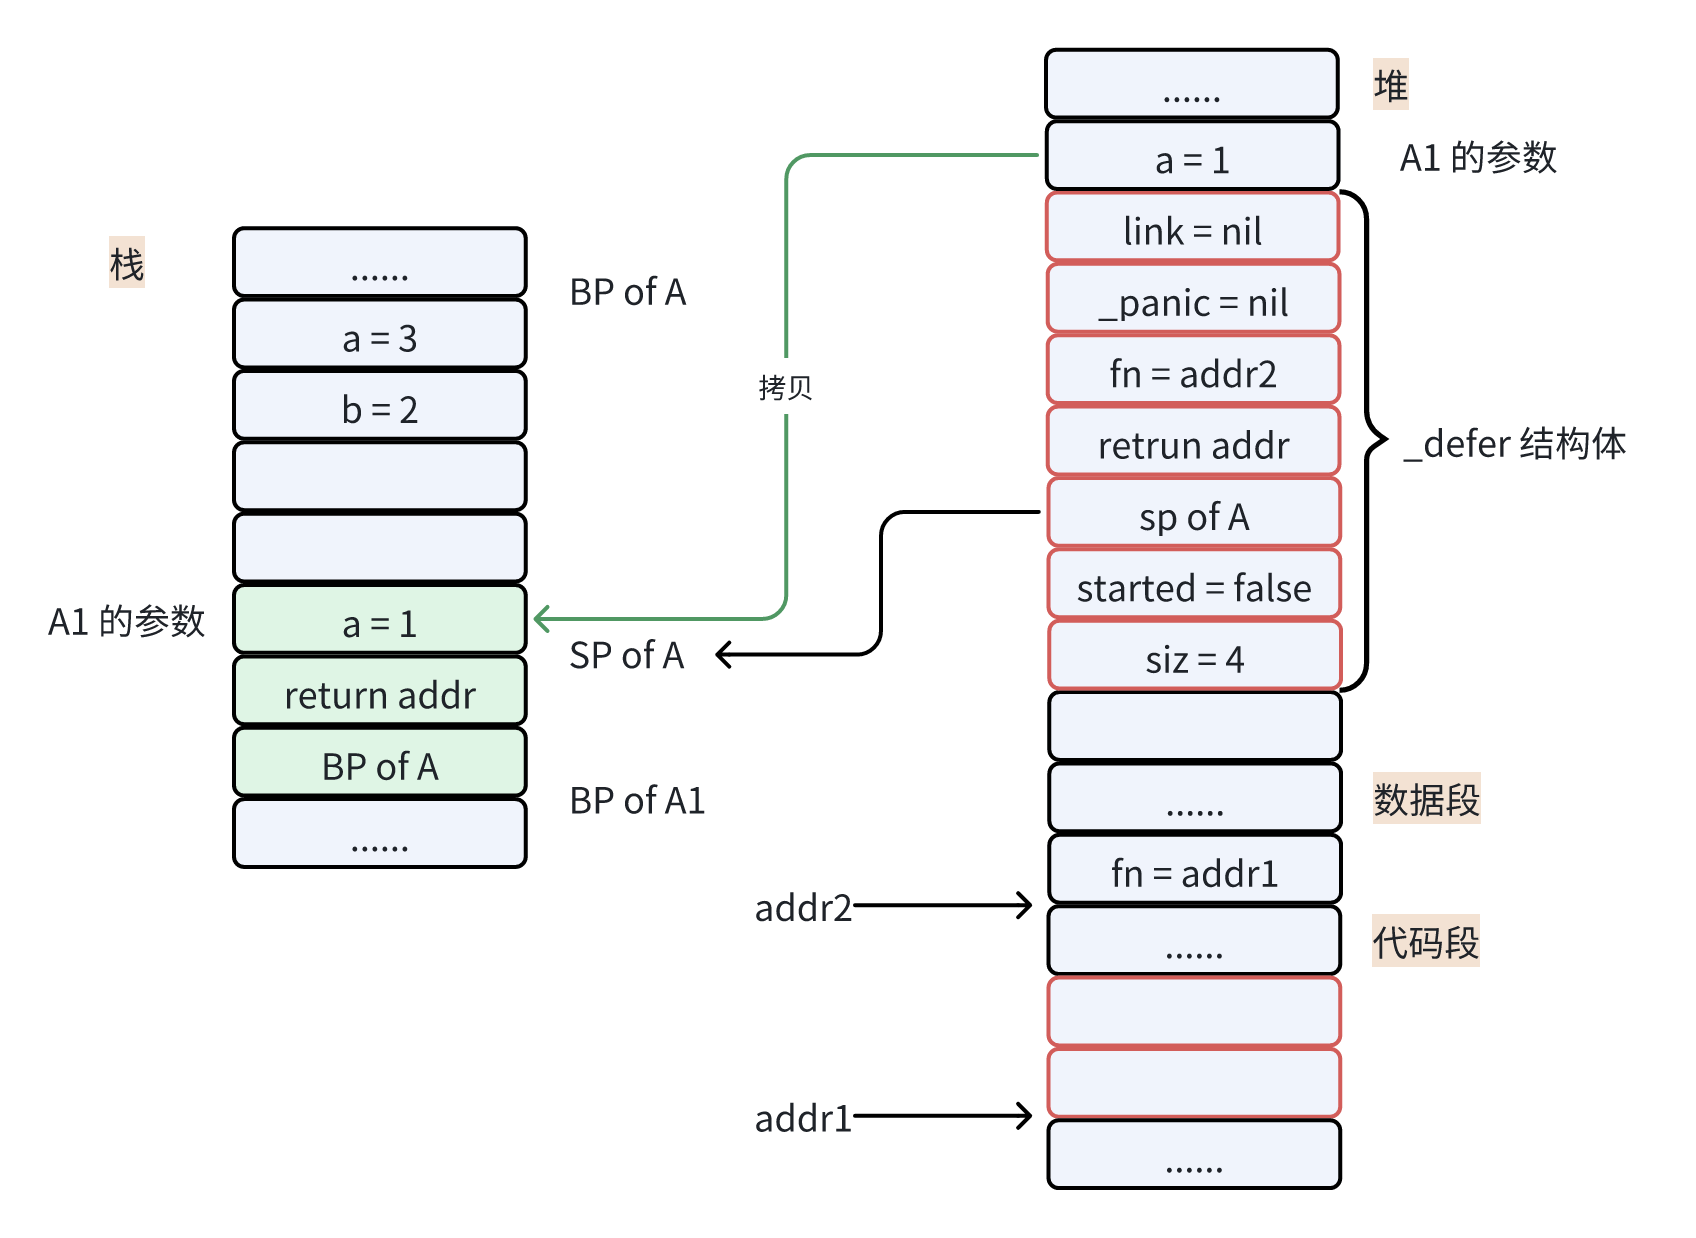 栈
......
BP of A
a = 3
b = 2
A1 的参数
a = 1
SP of A
return addr
BP of A
BP of A1
......
拷贝
堆
......
a = 1
A1 的参数
link = nil
_panic = nil
fn = addr2
retrun addr
_defer 结构体
sp of A
started = false
siz = 4
......
数据段
fn = addr1
addr2
......
代码段
addr1
......